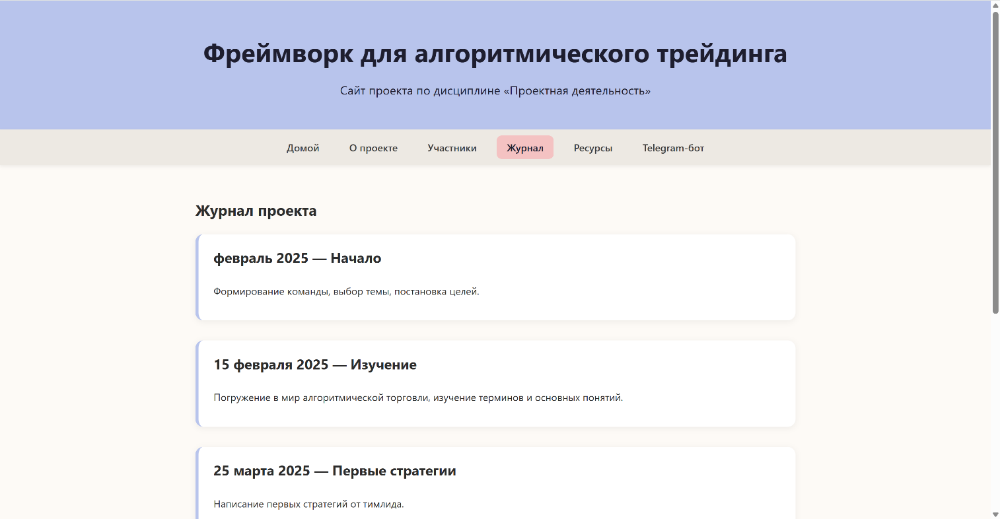 Фреймворк для алгоритмического трейдинга
Сайт проекта по дисциплине «Проектная деятельность»
Домой О проекте Участники Журнал Ресурсы Telegram-бот
Журнал проекта
февраль 2025 — Начало
Формирование команды, выбор темы, постановка целей.
15 февраля 2025 — Изучение
Погружение в мир алгоритмической торговли, изучение терминов и основных понятий.
25 марта 2025 — Первые стратегии
Написание первых стратегий от тимлида.